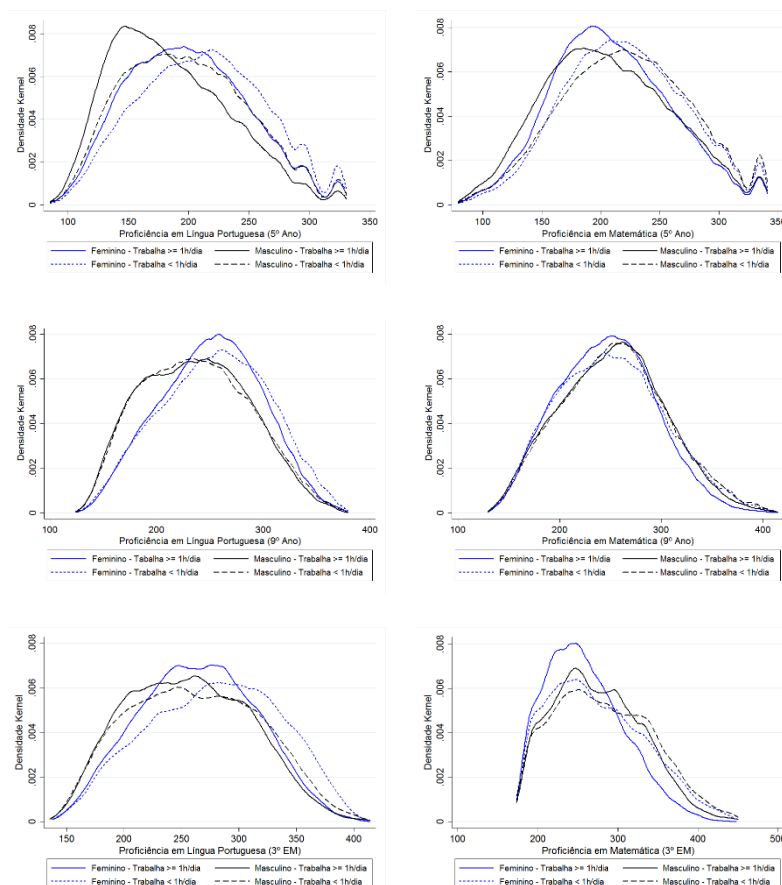 Densidade Kernel
0 .002 .004 .006 .008
100 150 200 250 300 350
Proficiência em Língua Portuguesa (5º Ano)
Feminino - Trabalha >= 1h/dia Masculino - Trabalha >= 1h/dia
Feminino - Trabalha < 1h/dia Masculino - Trabalha < 1h/dia
Densidade Kernel
0 .002 .004 .006 .008
100 150 200 250 300 350
Proficiência em Matemática (5º Ano)
Feminino - Trabalha >= 1h/dia Masculino - Trabalha >= 1h/dia
Feminino - Trabalha < 1h/dia Masculino - Trabalha < 1h/dia
Densidade Kernel
0 .002 .004 .006 .008
100 200 300 400
Proficiência em Língua Portuguesa (9º Ano)
Feminino - Tabalha >= 1h/dia Masculino - Trabalha >= 1h/dia
Feminino - Trabalha < 1h/dia Masculino - Trabalha < 1h/dia
Densidade Kernel
0 .002 .004 .006 .008
100 200 300 400
Proficiência em Matemática (9º Ano)
Feminino - Trabalha >= 1h/dia Masculino - Trabalha >= 1h/dia
Feminino - Trabalha < 1h/dia Masculino - Trabalha < 1h/dia
Densidade Kernel
0 .002 .004 .006 .008
150 200 250 300 350 400
Proficiência em Língua Portuguesa (3º EM)
Feminino - Trabalha >= 1h/dia Masculino - Trabalha >= 1h/dia
Feminino - Trabalha < 1h/dia Masculino - Trabalha < 1h/dia
Densidade Kernel
0 .002 .004 .006 .008
100 200 300 400
Proficiência em Matemática (3º EM)
Feminino - Trabalha >= 1h/dia Masculino - Trabalha >= 1h/dia
Feminino - Trabalha < 1h/dia Masculino - Trabalha < 1h/dia